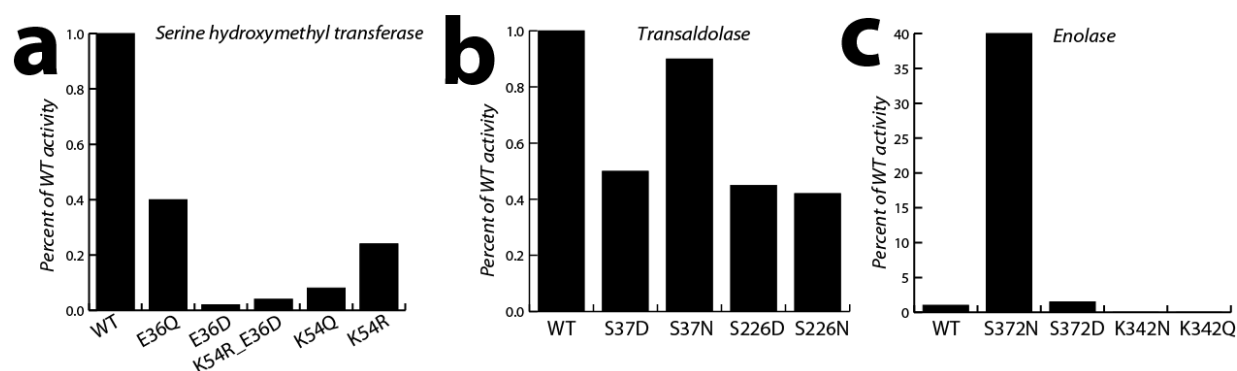 a
Serine hydroxymethyl transferase
Percent of WT activity
1.0
0.8
0.6
0.4
0.2
0.0
WT
E36Q
E36D
K54R_E36D
K54Q
K54R
b
Transaldolase
Percent of WT activity
1.0
0.8
0.6
0.4
0.2
0.0
WT
S37D
S37N
S226D
S226N
c
Enolase
Percent of WT activity
40
35
30
25
20
15
10
5
0
WT
S372N
S372D
K342N
K342Q